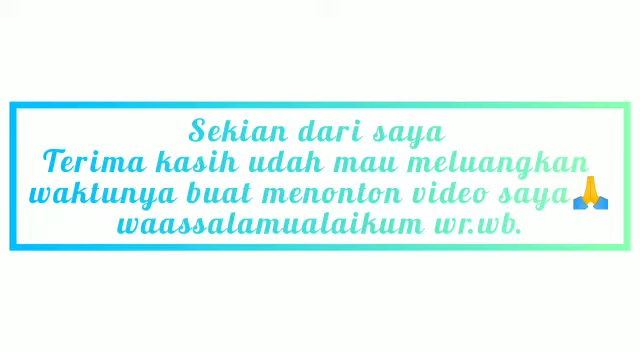 Sekian dari saya
Terima kasih udah mau meluangkan
waktunya buat menonton video saya🙏
waassalamualaikum wr.wb.